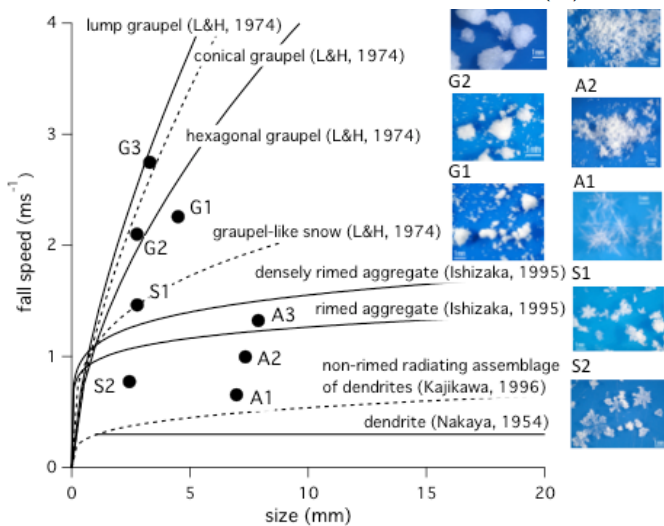 4
3
2
1
0
0
5
10
15
20
fall speed (ms⁻¹)
size (mm)
lump graupel (L&H, 1974)
conical graupel (L&H, 1974)
hexagonal graupel (L&H, 1974)
graupel-like snow (L&H, 1974)
densely rimed aggregate (Ishizaka, 1995)
rimed aggregate (Ishizaka, 1995)
non-rimed radiating assemblage
of dendrites (Kajikawa, 1996)
dendrite (Nakaya, 1954)
G3
G1
G2
S1
A3
A2
S2
A1
G2
A2
G1
A1
S1
S2